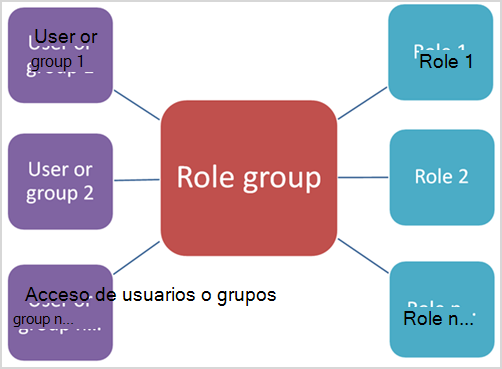 User or
group 1
Role 1
User or
group 2
Role group
Role 2
Acceso de usuarios o grupos
group n...
Role n...